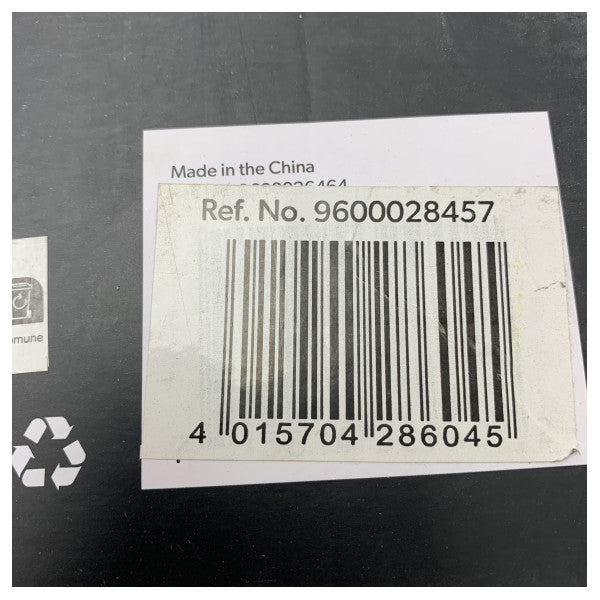 Made in the China
Ref. No. 9600028457
4 015704 286045